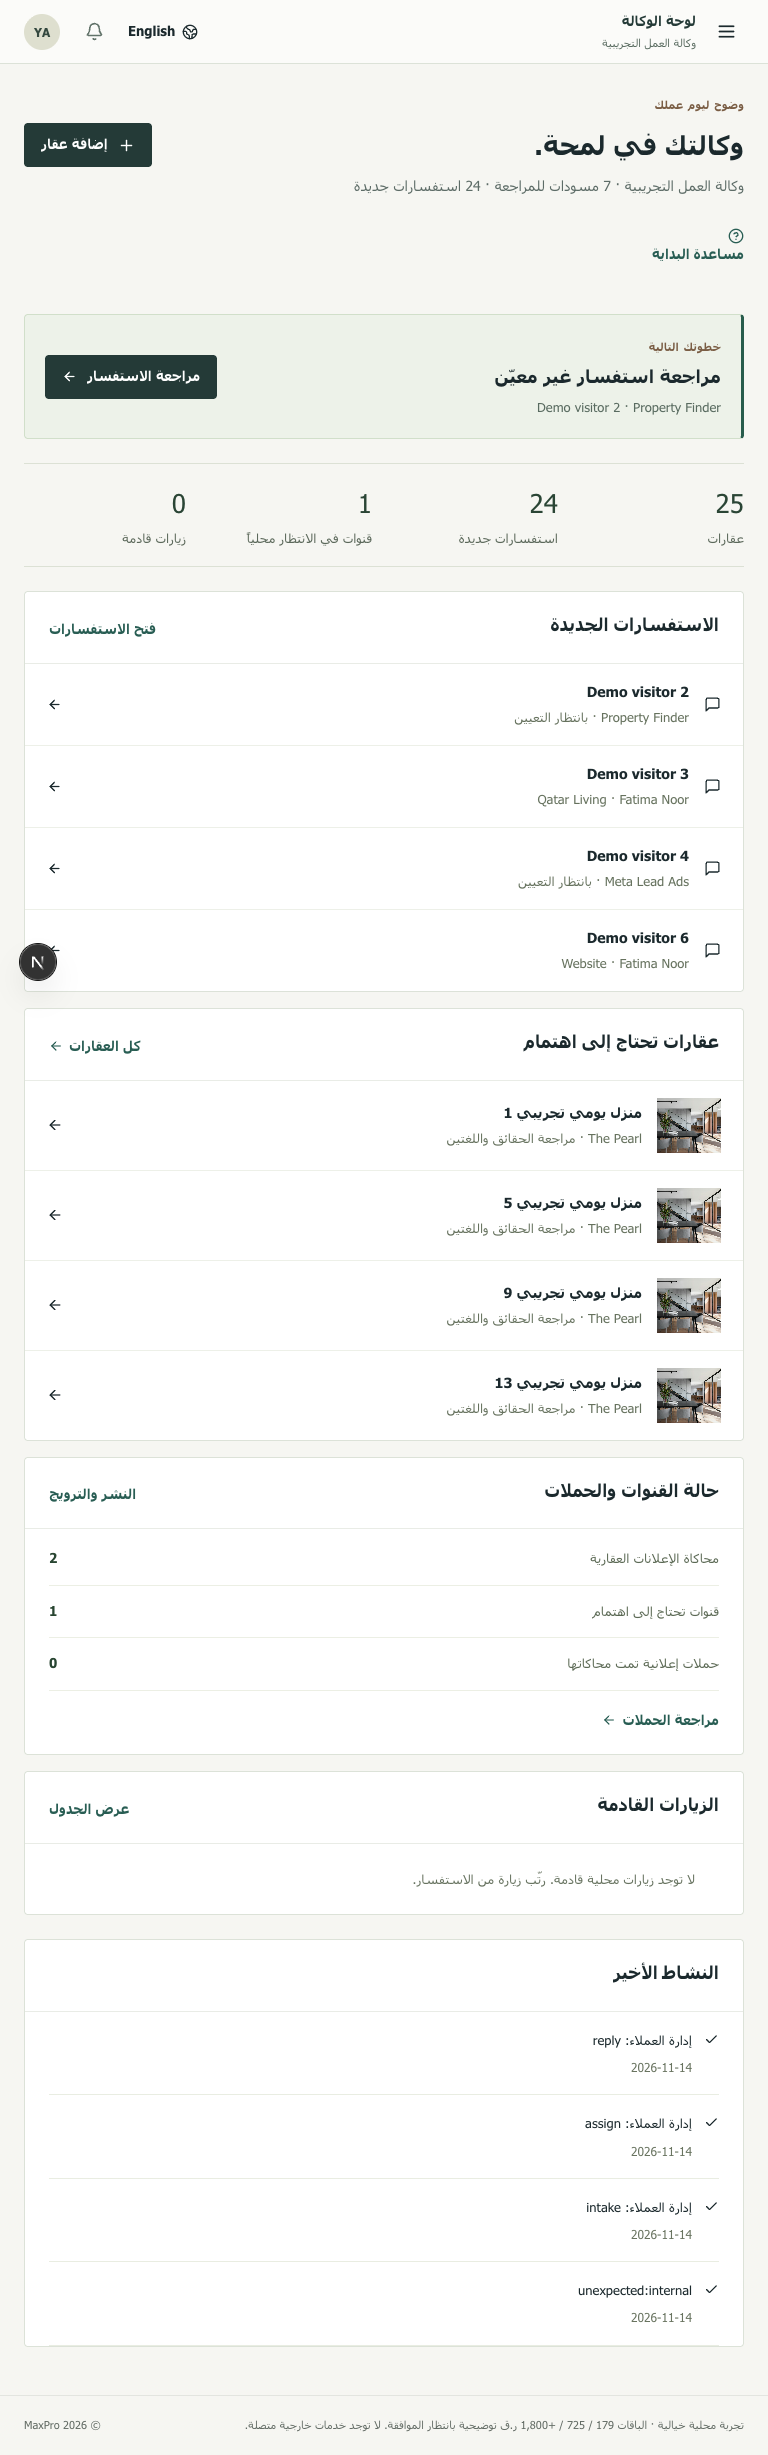 لوحة الوكالة
وكالة العمل التجريبية
English
YA
وضوح ليوم عملك
وكالتك في لمحة.
وكالة العمل التجريبية · 7 مسودات للمراجعة · 24 استفسارات جديدة
إضافة عقار
مساعدة البداية
خطوتك التالية
مراجعة استفسار غير معيّن
Demo visitor 2 · Property Finder
مراجعة الاستفسار
25
عقارات
24
استفسارات جديدة
1
قنوات في الانتظار محلياً
0
زيارات قادمة
الاستفسارات الجديدة
فتح الاستفسارات
Demo visitor 2
Property Finder · بانتظار التعيين
Demo visitor 3
Qatar Living · Fatima Noor
Demo visitor 4
Meta Lead Ads · بانتظار التعيين
Demo visitor 6
Website · Fatima Noor
N
عقارات تحتاج إلى اهتمام
كل العقارات
منزل يومي تجريبي 1
The Pearl · مراجعة الحقائق واللغتين
منزل يومي تجريبي 5
The Pearl · مراجعة الحقائق واللغتين
منزل يومي تجريبي 9
The Pearl · مراجعة الحقائق واللغتين
منزل يومي تجريبي 13
The Pearl · مراجعة الحقائق واللغتين
حالة القنوات والحملات
النشر والترويج
محاكاة الإعلانات العقارية
2
قنوات تحتاج إلى اهتمام
1
حملات إعلانية تمت محاكاتها
0
مراجعة الحملات
الزيارات القادمة
عرض الجدول
لا توجد زيارات محلية قادمة. رتّب زيارة من الاستفسار.
النشاط الأخير
إدارة العملاء: reply
2026-11-14
إدارة العملاء: assign
2026-11-14
إدارة العملاء: intake
2026-11-14
unexpected:internal
2026-11-14
تجربة محلية خيالية · الباقات 179 / 725 / +1,800 ر.ق توضيحية بانتظار الموافقة. لا توجد خدمات خارجية متصلة.
© 2026 MaxPro